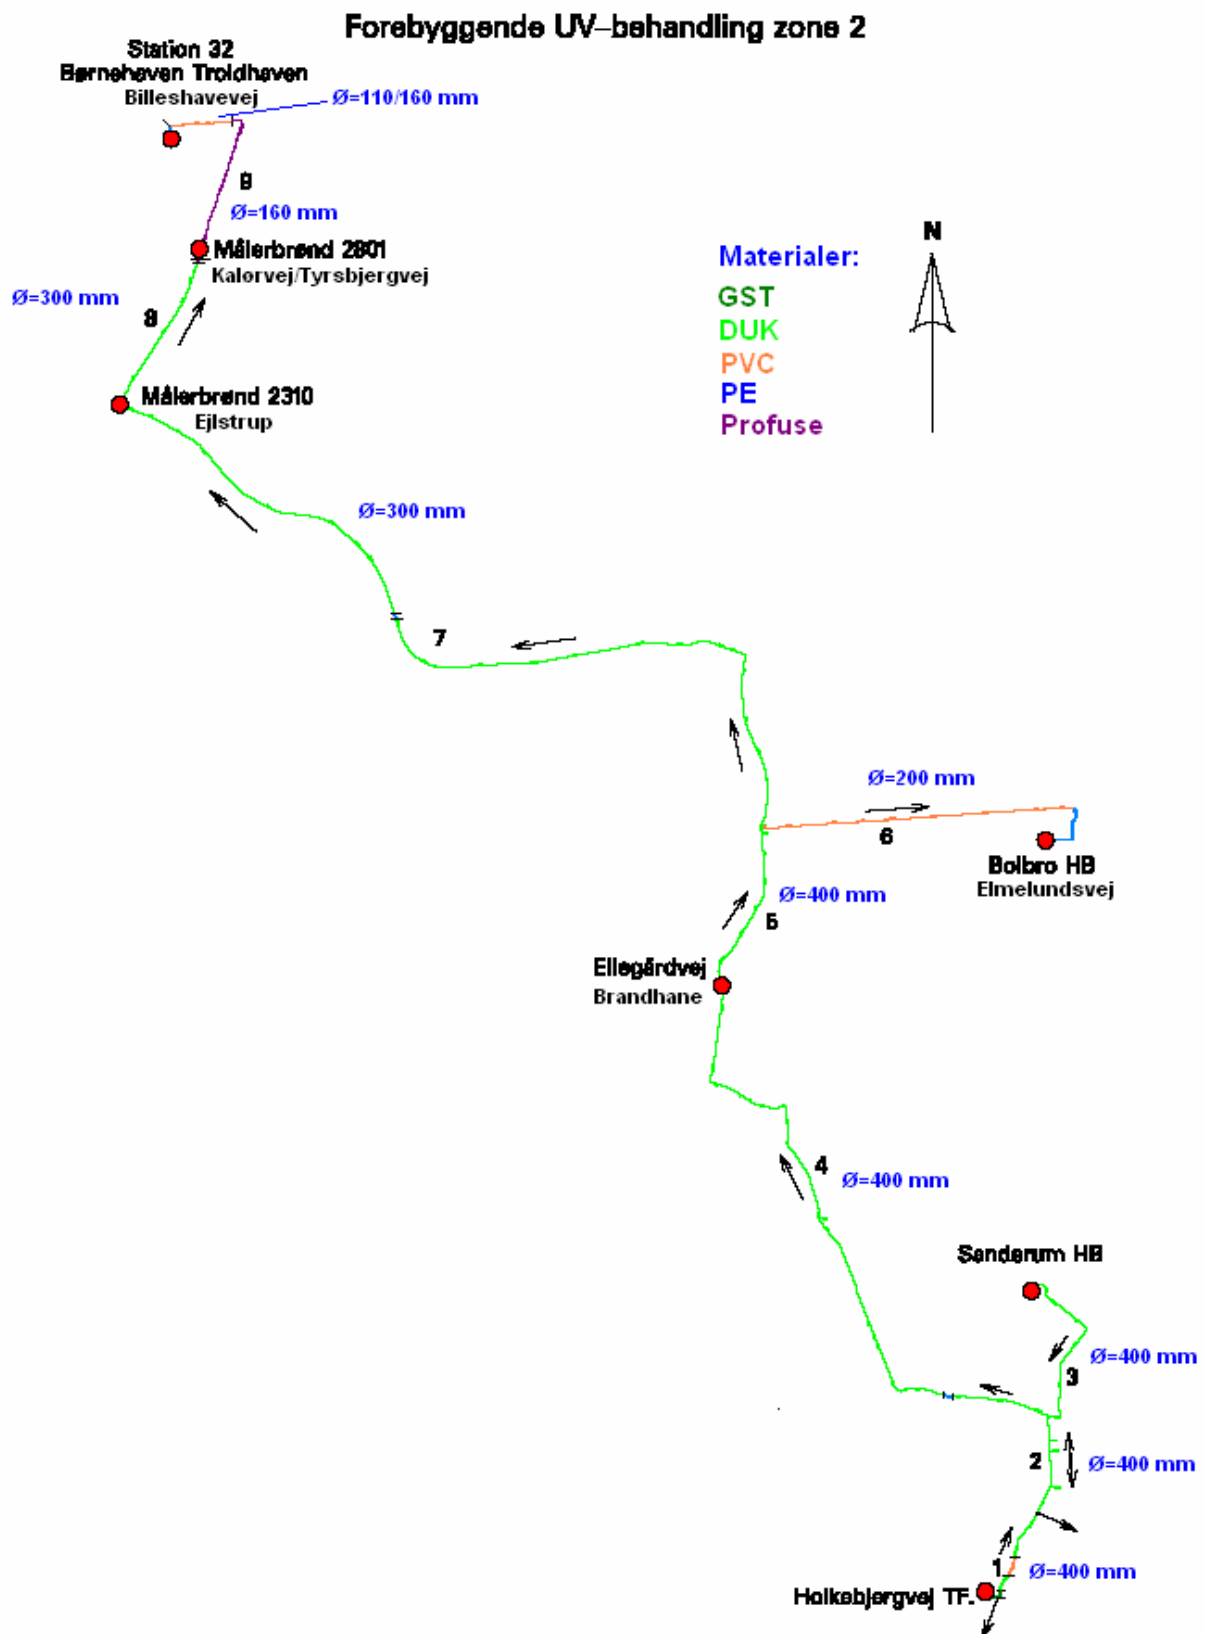 Forebyggende UV–behandling zone 2
Station 32
Børnehaven Troldhaven
Billeshavevej
Ø=110/160 mm
9
Ø=160 mm
Målerbrønd 2801
Kalørvej/Tyrsbjergvej
Ø=300 mm
8
Målerbrønd 2310
Ejlstrup
N
Materialer:
GST
DUK
PVC
PE
Profuse
Ø=300 mm
7
Ø=200 mm
6
Bolbro HB
Elmelundsvej
Ø=400 mm
5
Ellegårdvej
Brandhane
4
Ø=400 mm
Sanderum HB
Ø=400 mm
3
2
Ø=400 mm
1
Ø=400 mm
Holkebjergvej TF.